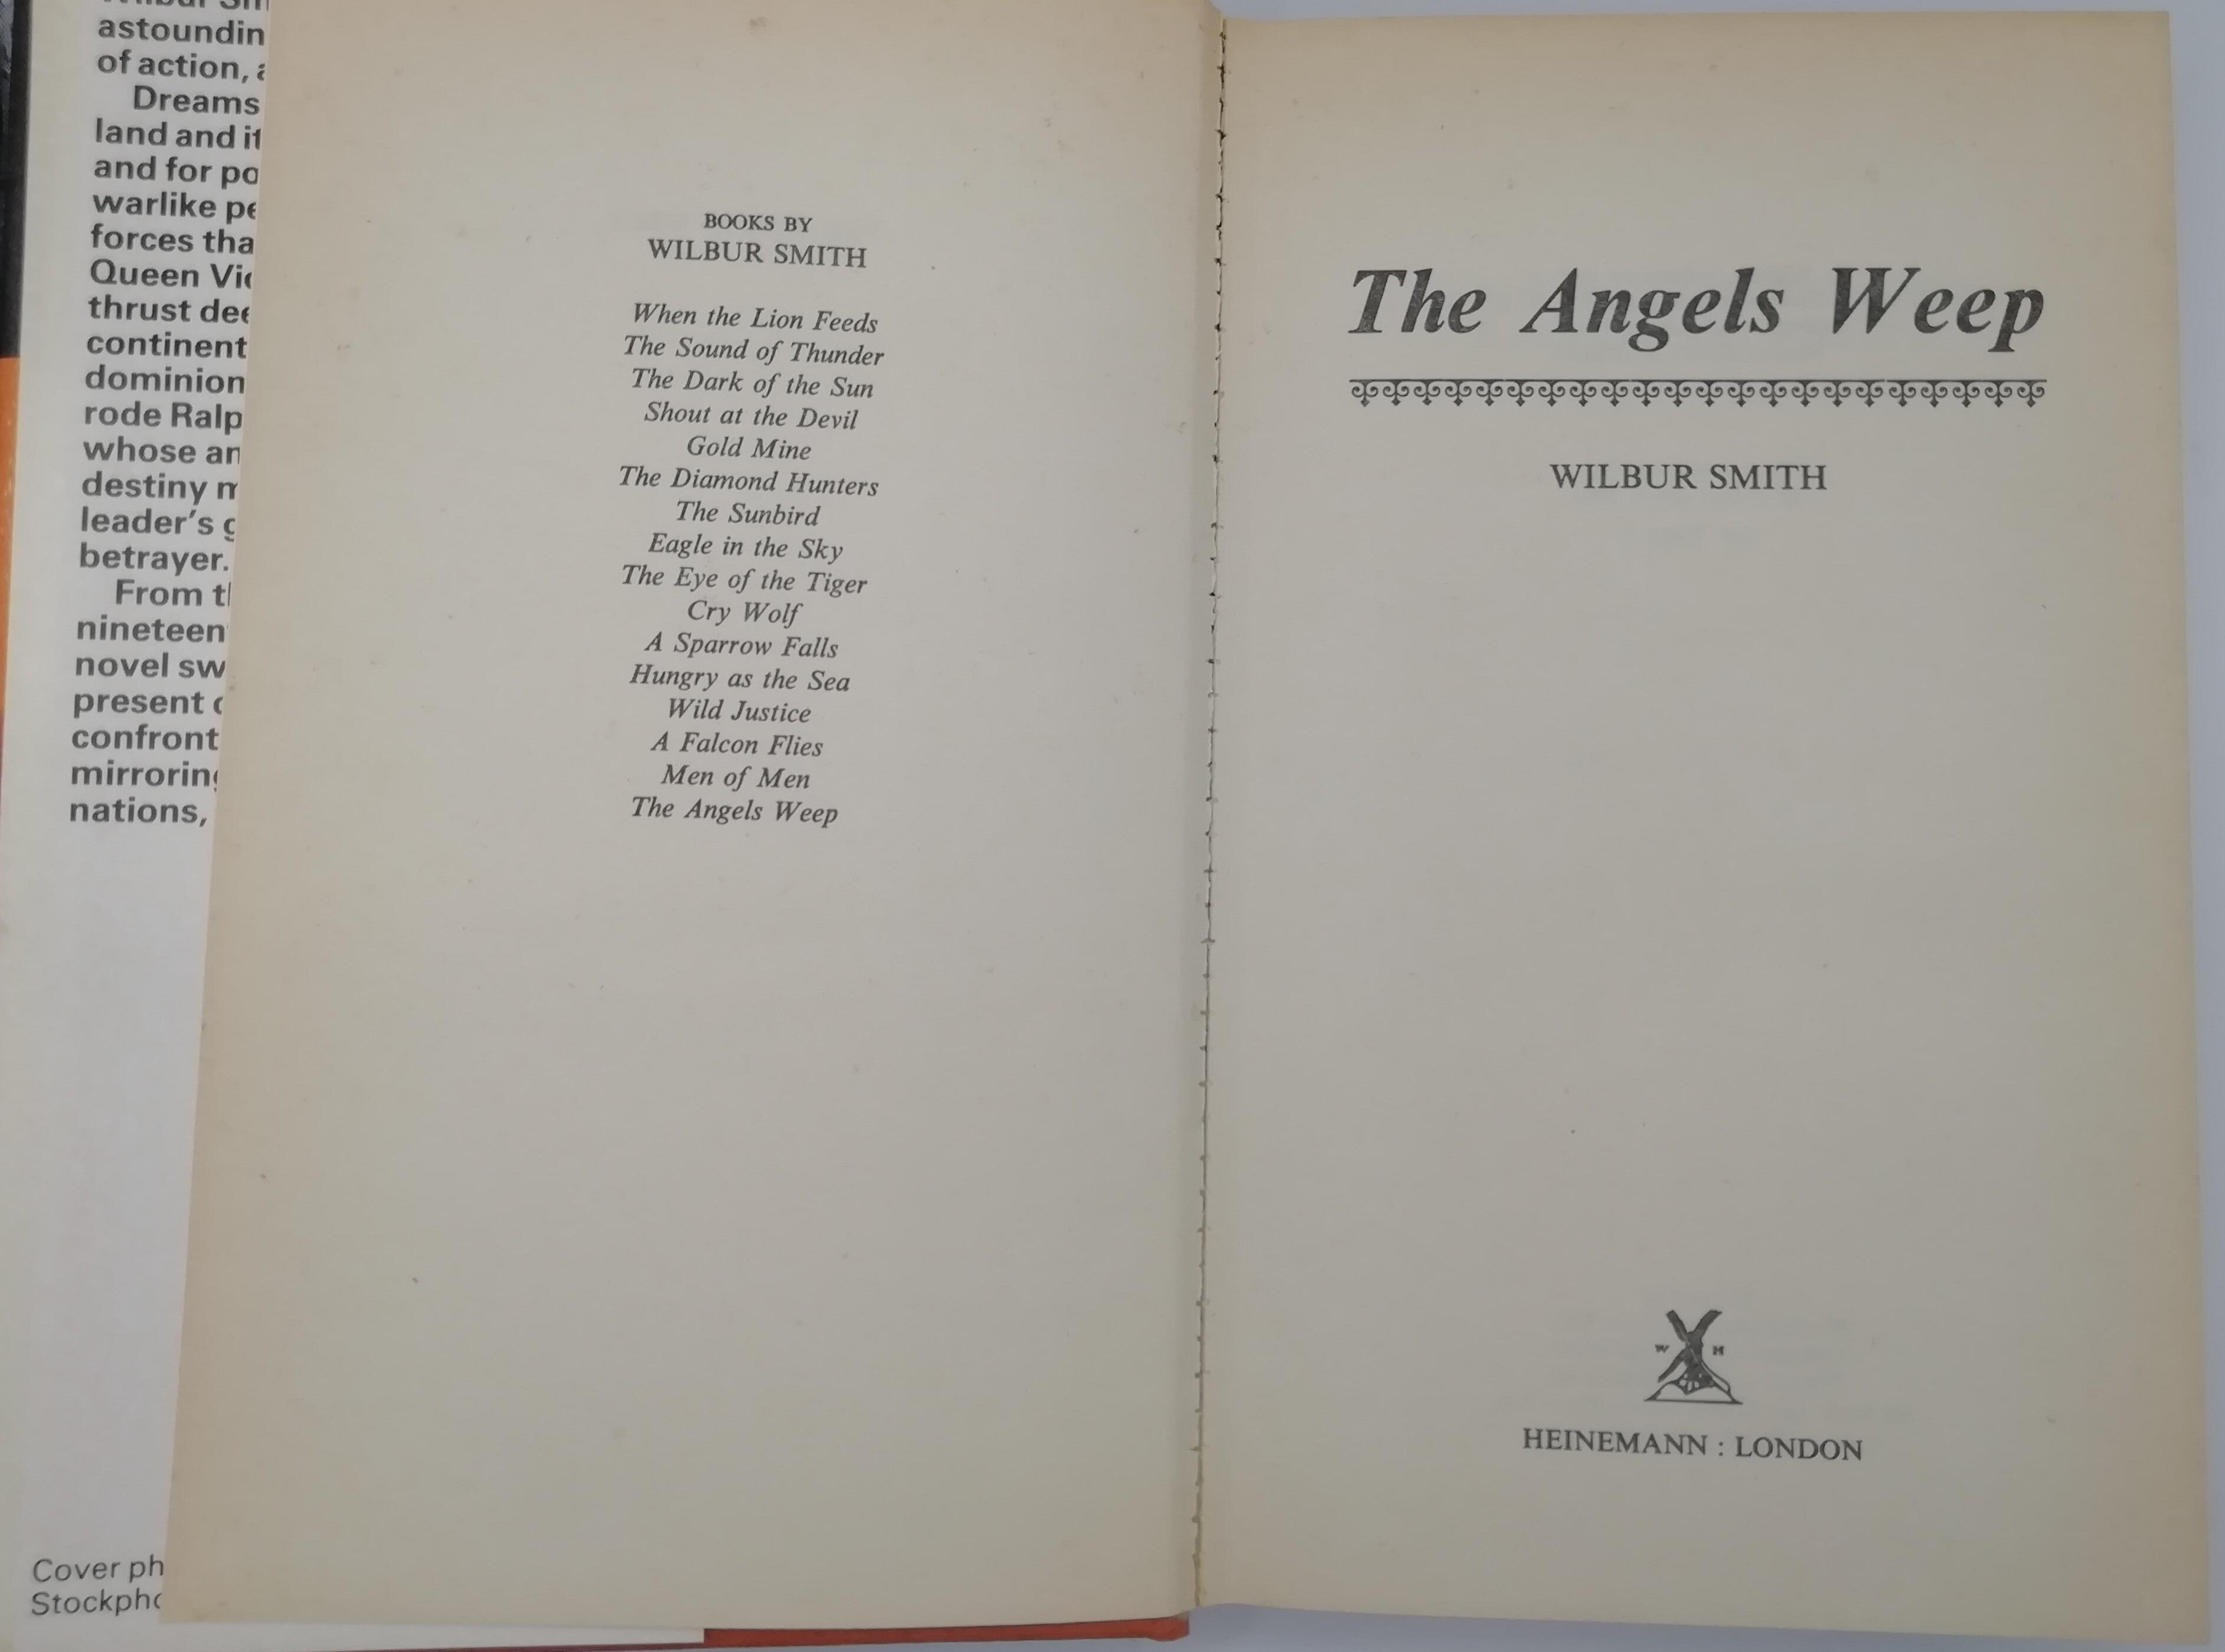 astoundin
of action,
Dreams
land and it
and for po
warlike pe
forces tha
Queen Vic
thrust dee
continent
dominion
rode Ralp
whose an
destiny m
leader's g
betrayer.
From th
nineteen
novel sw
present
confront
mirroring
nations,
Cover ph
Stockpho
BOOKS BY
WILBUR SMITH
When the Lion Feeds
The Sound of Thunder
The Dark of the Sun
Shout at the Devil
Gold Mine
The Diamond Hunters
The Sunbird
Eagle in the Sky
The Eye of the Tiger
Cry Wolf
A Sparrow Falls
Hungry as the Sea
Wild Justice
A Falcon Flies
Men of Men
The Angels Weep
The Angels Weep
WILBUR SMITH
W H
HEINEMANN : LONDON